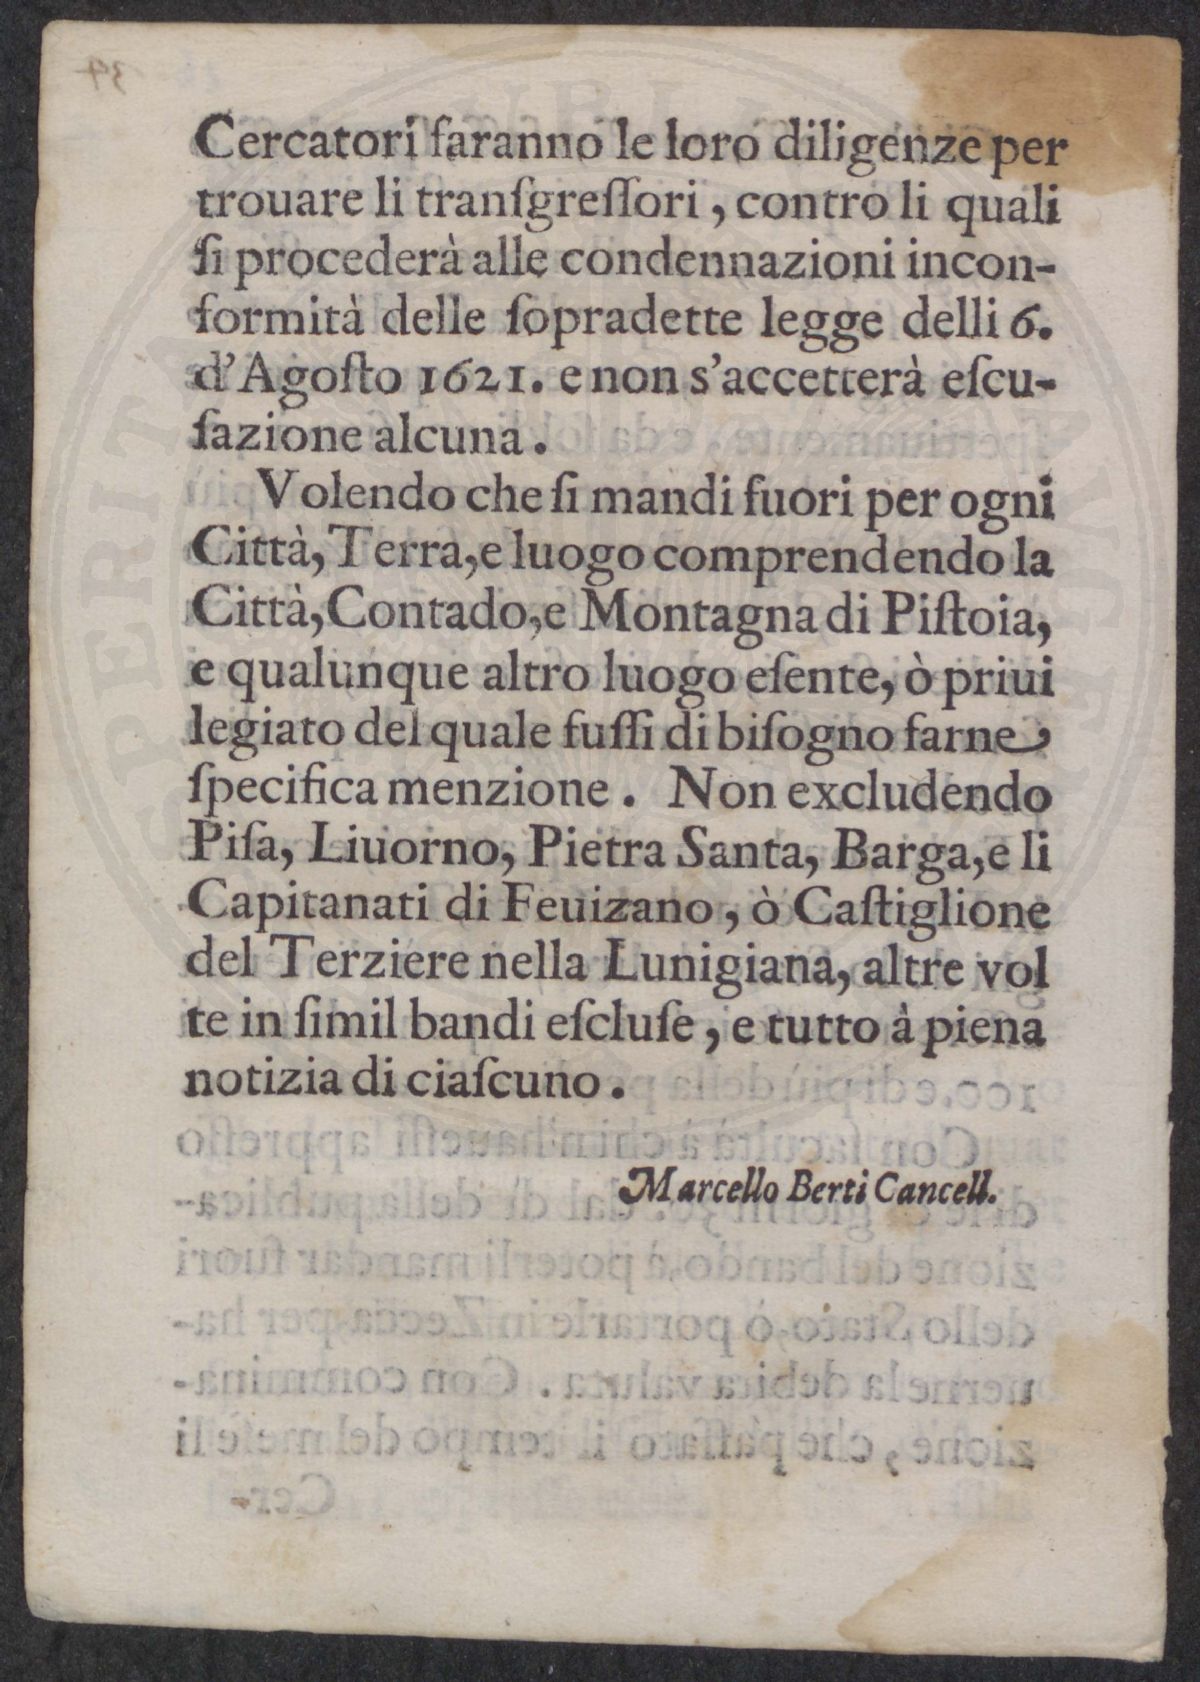 Cercatori faranno le loro diligenze per
trouare li tranſgreſſori, contro li quali
ſi procederà alle condennazioni incon-
formità delle ſopradette legge delli 6.
d'Agoſto 1621. e non s'accetterà eſcu-
ſazione alcuna.
Volendo che ſi mandi fuori per ogni
Città, Terra, e luogo comprendendo la
Città, Contado, e Montagna di Piſtoia,
e qualunque altro luogo eſente, ò priui
legiato del quale fuſſi di biſogno farne
ſpecifica menzione. Non excludendo
Piſa, Liuorno, Pietra Santa, Barga, e li
Capitanati di Feuizano, ò Caſtiglione
del Terziere nella Lunigiana, altre vol
te in ſimil bandi eſcluſe, e tutto à piena
notizia di ciaſcuno.
Marcello Berti Cancell.